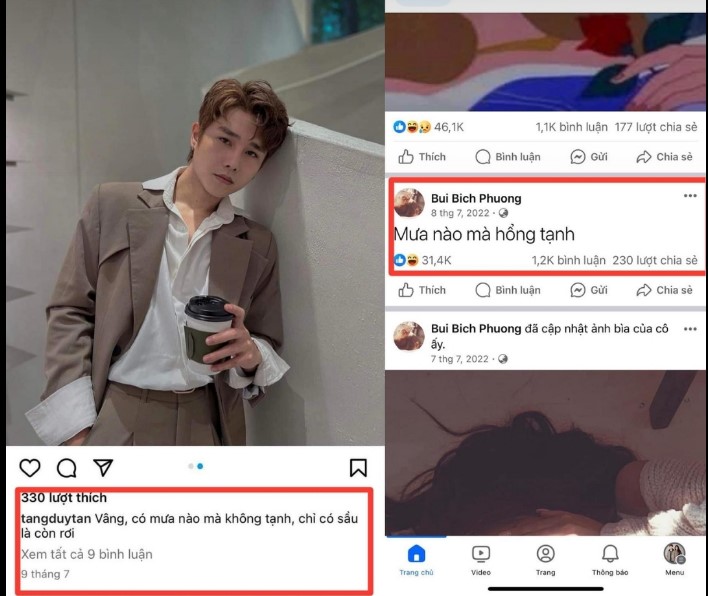 330 lượt thích
tangduytan Vâng, có mưa nào mà không tạnh, chỉ có sầu
là còn rơi
Xem tất cả 9 bình luận
9 tháng 7
46,1K 1,1K bình luận 177 lượt chia sẻ
Thích Bình luận Gửi Chia sẻ
Bui Bich Phuong
8 thg 7, 2022
Mưa nào mà hổng tạnh
31,4K 1,2K bình luận 230 lượt chia sẻ
Thích Bình luận Gửi Chia sẻ
Bui Bich Phuong đã cập nhật ảnh bìa của cô
ấy.
7 thg 7, 2022
Trang chủ Video Trang Thông báo Menu